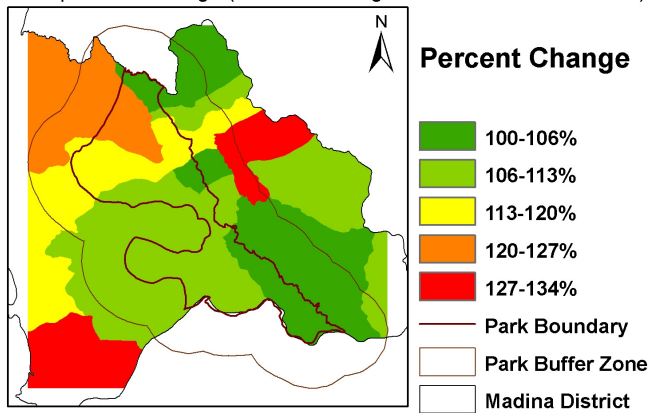 N
Percent Change
100-106%
106-113%
113-120%
120-127%
127-134%
Park Boundary
Park Buffer Zone
Madina District